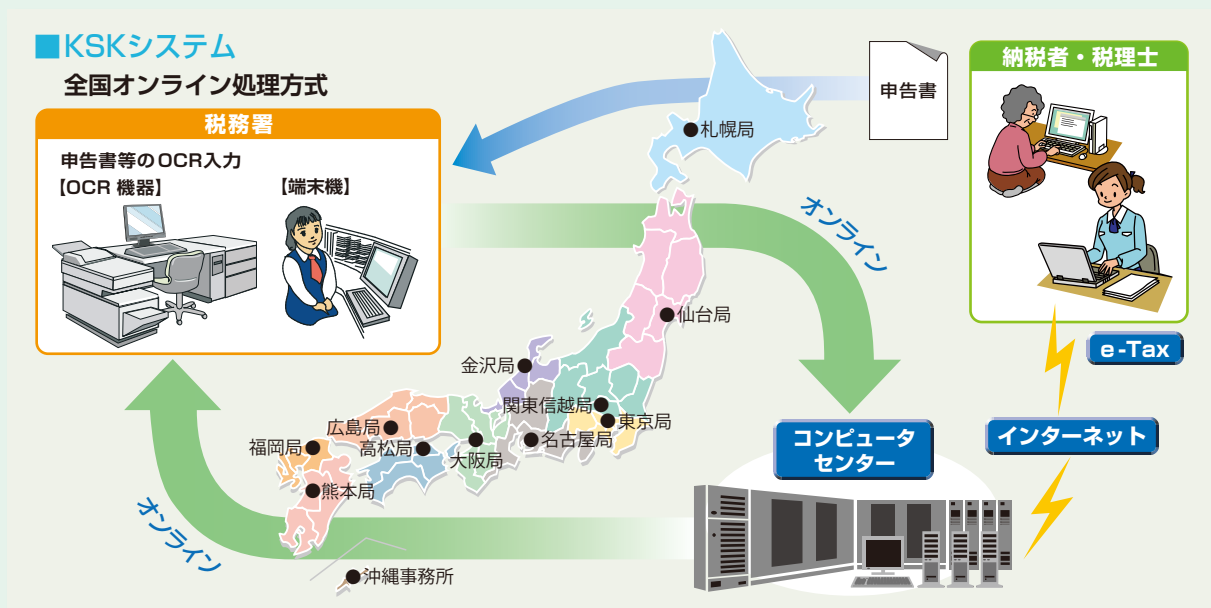 ■KSKシステム
全国オンライン処理方式
税務署
申告書等のOCR入力
【OCR 機器】
【端末機】
申告書
納税者・税理士
札幌局
オンライン
仙台局
e-Tax
金沢局
関東信越局
東京局
広島局
名古屋局
福岡局
高松局
大阪局
コンピュータ
センター
インターネット
熊本局
オンライン
沖縄事務所